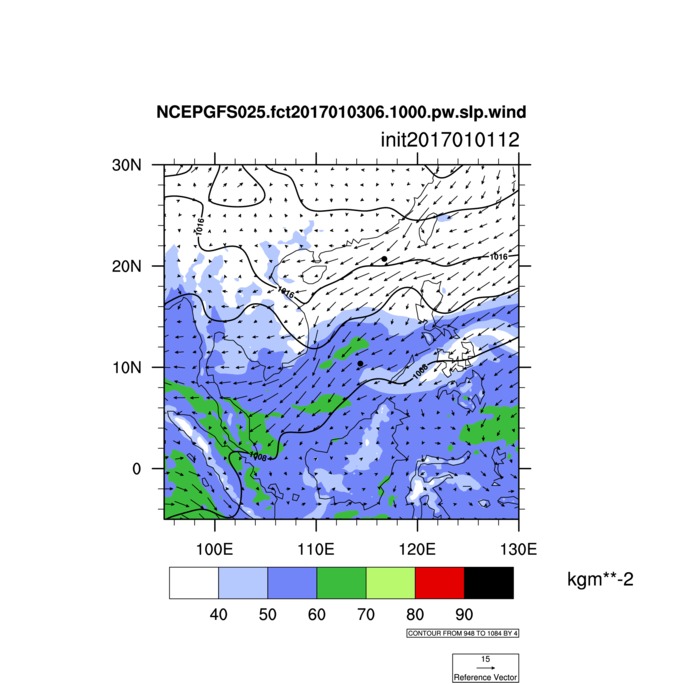 NCEPGFS025.fct2017010306.1000.pw.slp.wind
init2017010112
30N
20N
10N
0
1016
1016
1016
1008
1008
100E 110E 120E 130E
40 50 60 70 80 90
kgm**-2
CONTOUR FROM 948 TO 1084 BY 4
15
Reference Vector